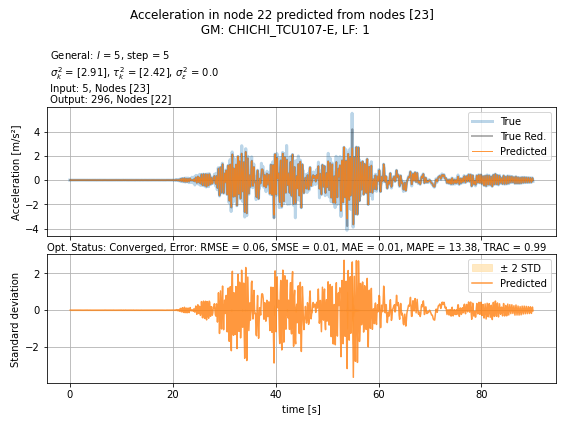 Acceleration in node 22 predicted from nodes [23]
GM: CHICHI_TCU107-E, LF: 1
General: l = 5, step = 5
σ²ₖ = [2.91], τ²ₖ = [2.42], σ²ε = 0.0
Input: 5, Nodes [23]
Output: 296, Nodes [22]
Acceleration [m/s²]
4
2
0
−2
−4
True
True Red.
Predicted
Opt. Status: Converged, Error: RMSE = 0.06, SMSE = 0.01, MAE = 0.01, MAPE = 13.38, TRAC = 0.99
Standard deviation
2
0
−2
± 2 STD
Predicted
0 20 40 60 80
time [s]